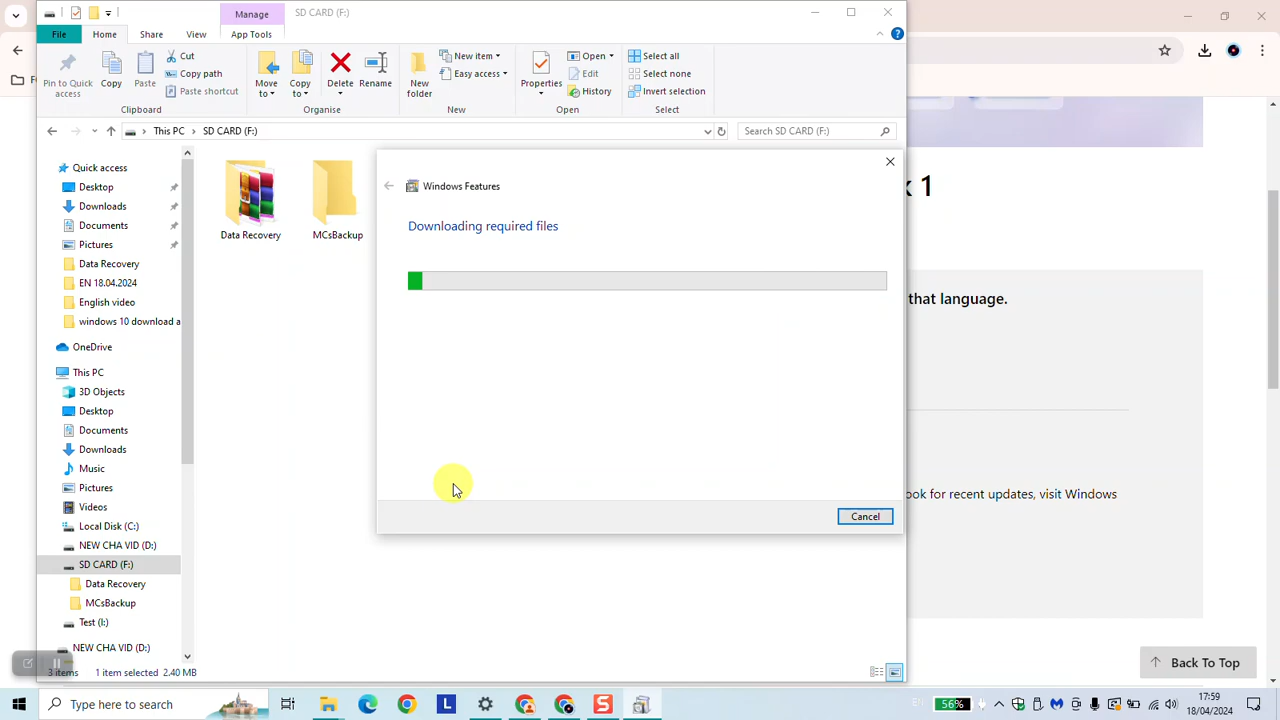 Manage
SD CARD (F:)
File
Home
Share
View
App Tools
Pin to Quick access
Copy
Paste
Cut
Copy path
Paste shortcut
Clipboard
Move to
Copy to
Delete
Rename
Organise
New folder
New item
Easy access
New
Properties
Open
Edit
History
Open
Select all
Select none
Invert selection
Select
This PC
SD CARD (F:)
Search SD CARD (F:)
Quick access
Desktop
Downloads
Documents
Pictures
Data Recovery
EN 18.04.2024
English video
windows 10 download a
OneDrive
This PC
3D Objects
Desktop
Documents
Downloads
Music
Pictures
Videos
Local Disk (C:)
NEW CHA VID (D:)
SD CARD (F:)
Data Recovery
MCsBackup
Test (I:)
NEW CHA VID (D:)
3 items
1 item selected 2.40 MB
Data Recovery
MCsBackup
Windows Features
Downloading required files
Cancel
1
that language.
ook for recent updates, visit Windows
Back To Top
Type here to search
L
S
56%
17:59
18/04/2024